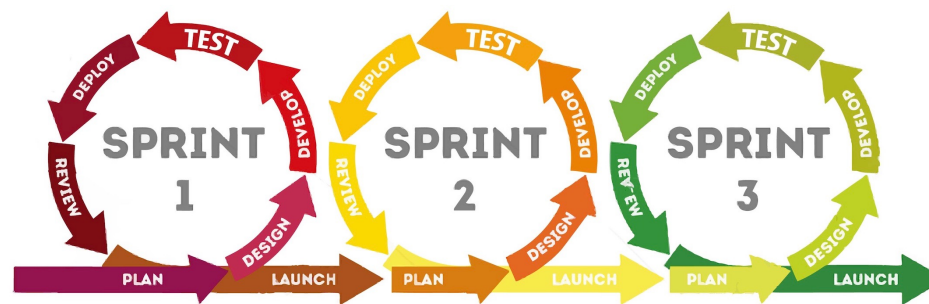 TEST
DEPLOY
DEVELOP
SPRINT
1
REVIEW
DESIGN
PLAN
LAUNCH
TEST
DEPLOY
DEVELOP
SPRINT
2
REVIEW
DESIGN
PLAN
LAUNCH
TEST
DEPLOY
DEVELOP
SPRINT
3
DESIGN
PLAN
LAUNCH